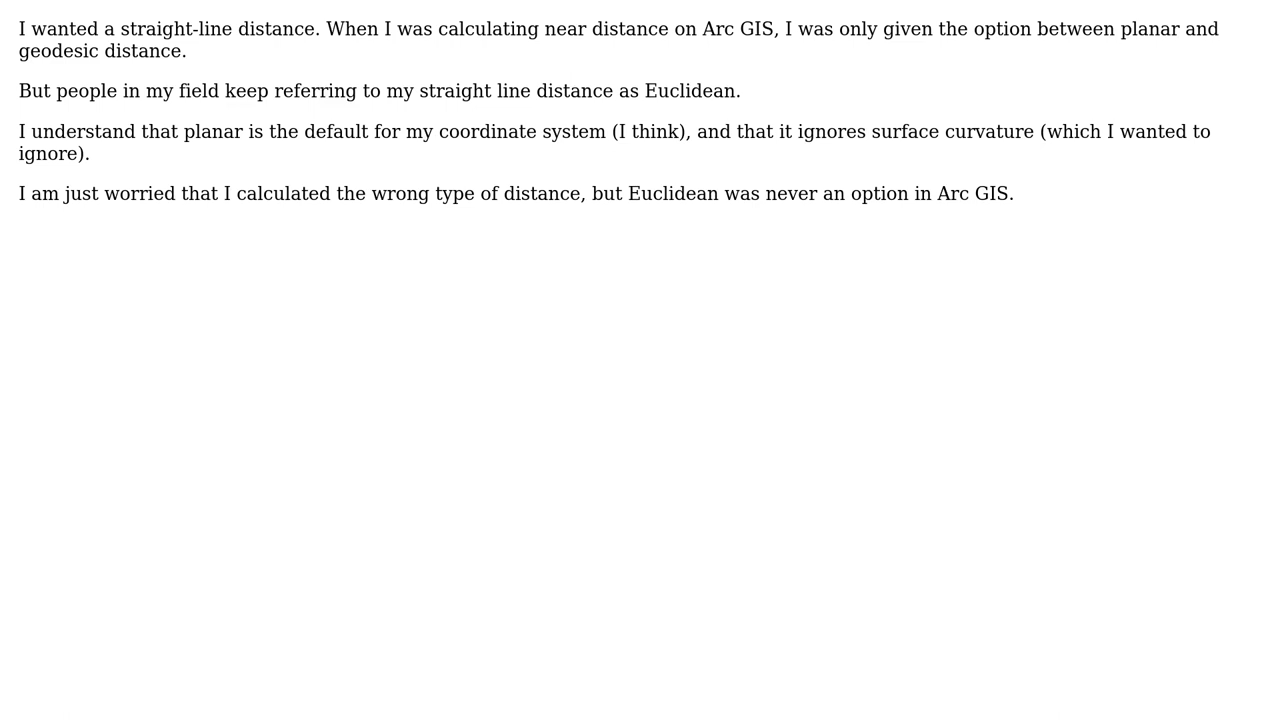 I wanted a straight-line distance. When I was calculating near distance on Arc GIS, I was only given the option between planar and
geodesic distance.
But people in my field keep referring to my straight line distance as Euclidean.
I understand that planar is the default for my coordinate system (I think), and that it ignores surface curvature (which I wanted to
ignore).
I am just worried that I calculated the wrong type of distance, but Euclidean was never an option in Arc GIS.